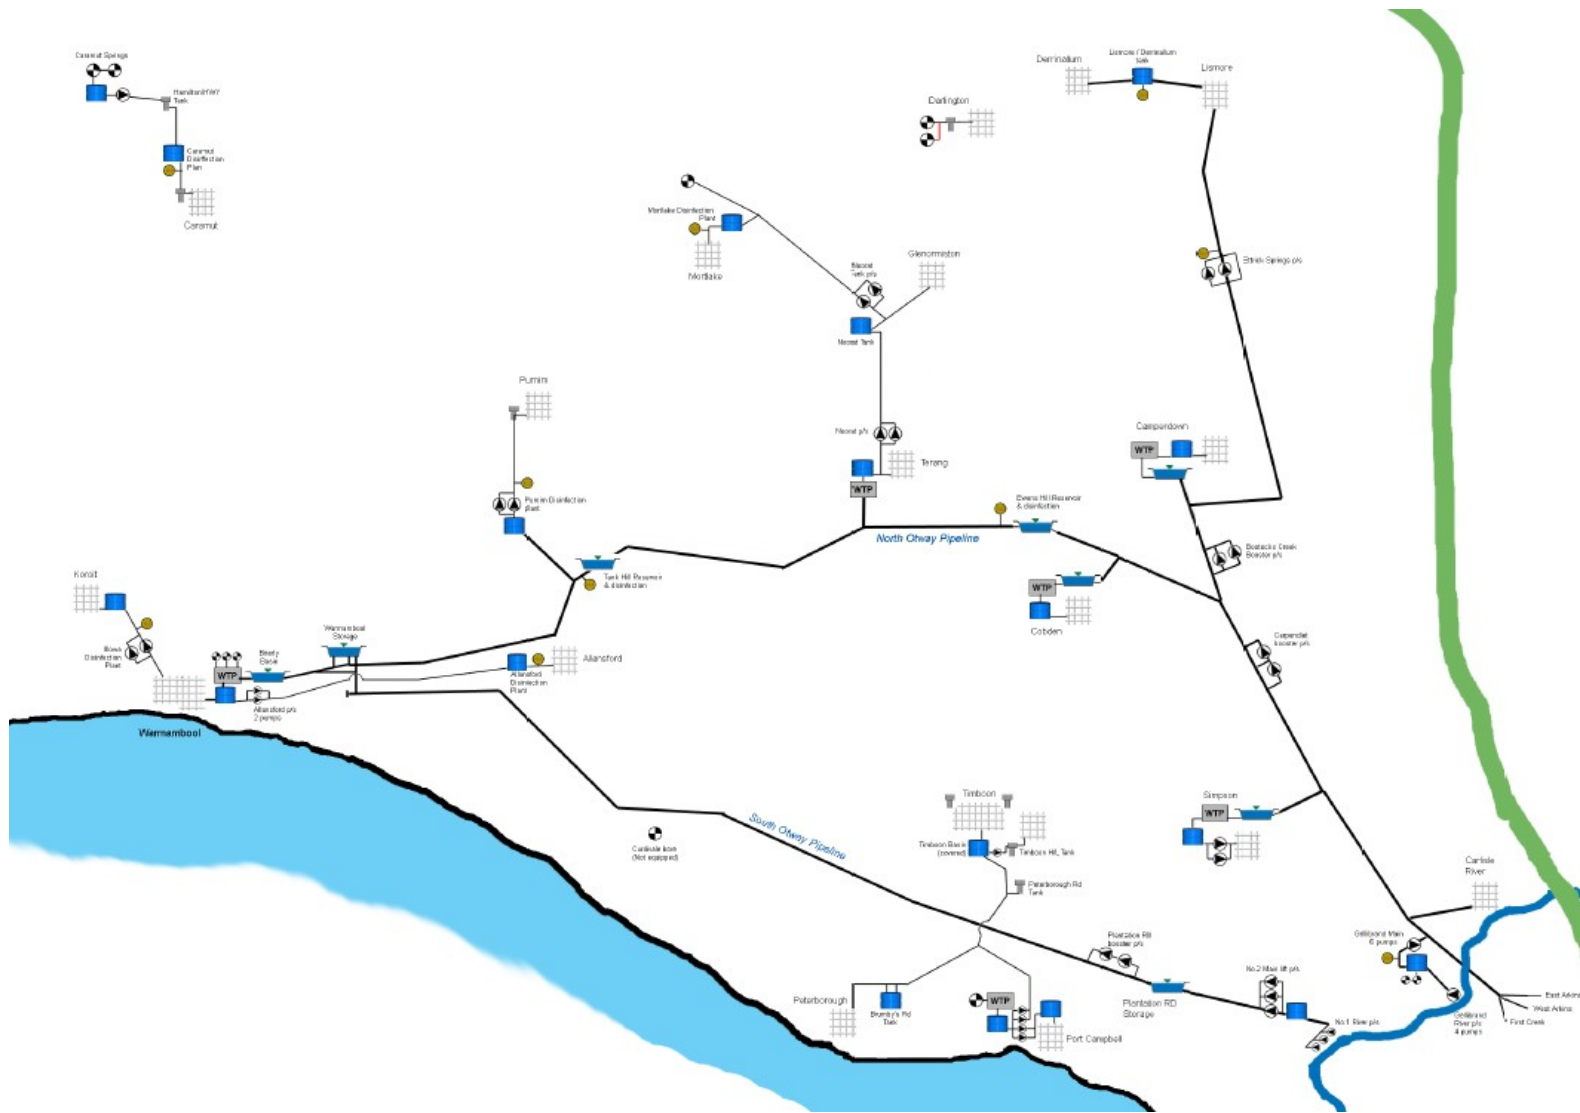 Caramut Springs
Hamilton HWY
Tank
Caramut
Disinfection
Plan
Caramut
Derrinallum
Lismore / Derrinallum
tank
Lismore
Darlington
Mortlake Disinfection
Plant
Mortlake
Glenormiston
Noorat
Tank p/s
Noorat Tank
Ettrick Springs p/s
Purnim
Noorat p/s
Terang
WTP
Camperdown
WTP
Purnim Disinfection
plant
Ewens Hill Reservoir
& disinfection
North Otway Pipeline
Bostocks Creek
Booster p/s
Tank Hill Reservoir
& disinfection
WTP
Cobden
Koroit
Disinfection
Plant
Warrnambool
Storage
Brierly
Basin
WTP
Allansford
Allansford
Disinfection
Plant
Allansford p/s
2 pumps
Carpendeit
booster p/s
Warrnambool
Simpson
WTP
Timboon
South Otway Pipeline
Curdievale bore
(Not equipped)
Timboon Basin
(covered)
Timboon Hill, Tank
Peterborough Rd
Tank
Carlisle
River
Plantation RD
booster p/s
Gellibrand Main
6 pumps
No.2 Main lift p/s
Peterborough
Brumby's Rd
Tank
WTP
Port Campbell
Plantation RD
Storage
No.1 River p/s
Gellibrand
River p/s
4 pumps
East Arkins
West Arkins
First Creek